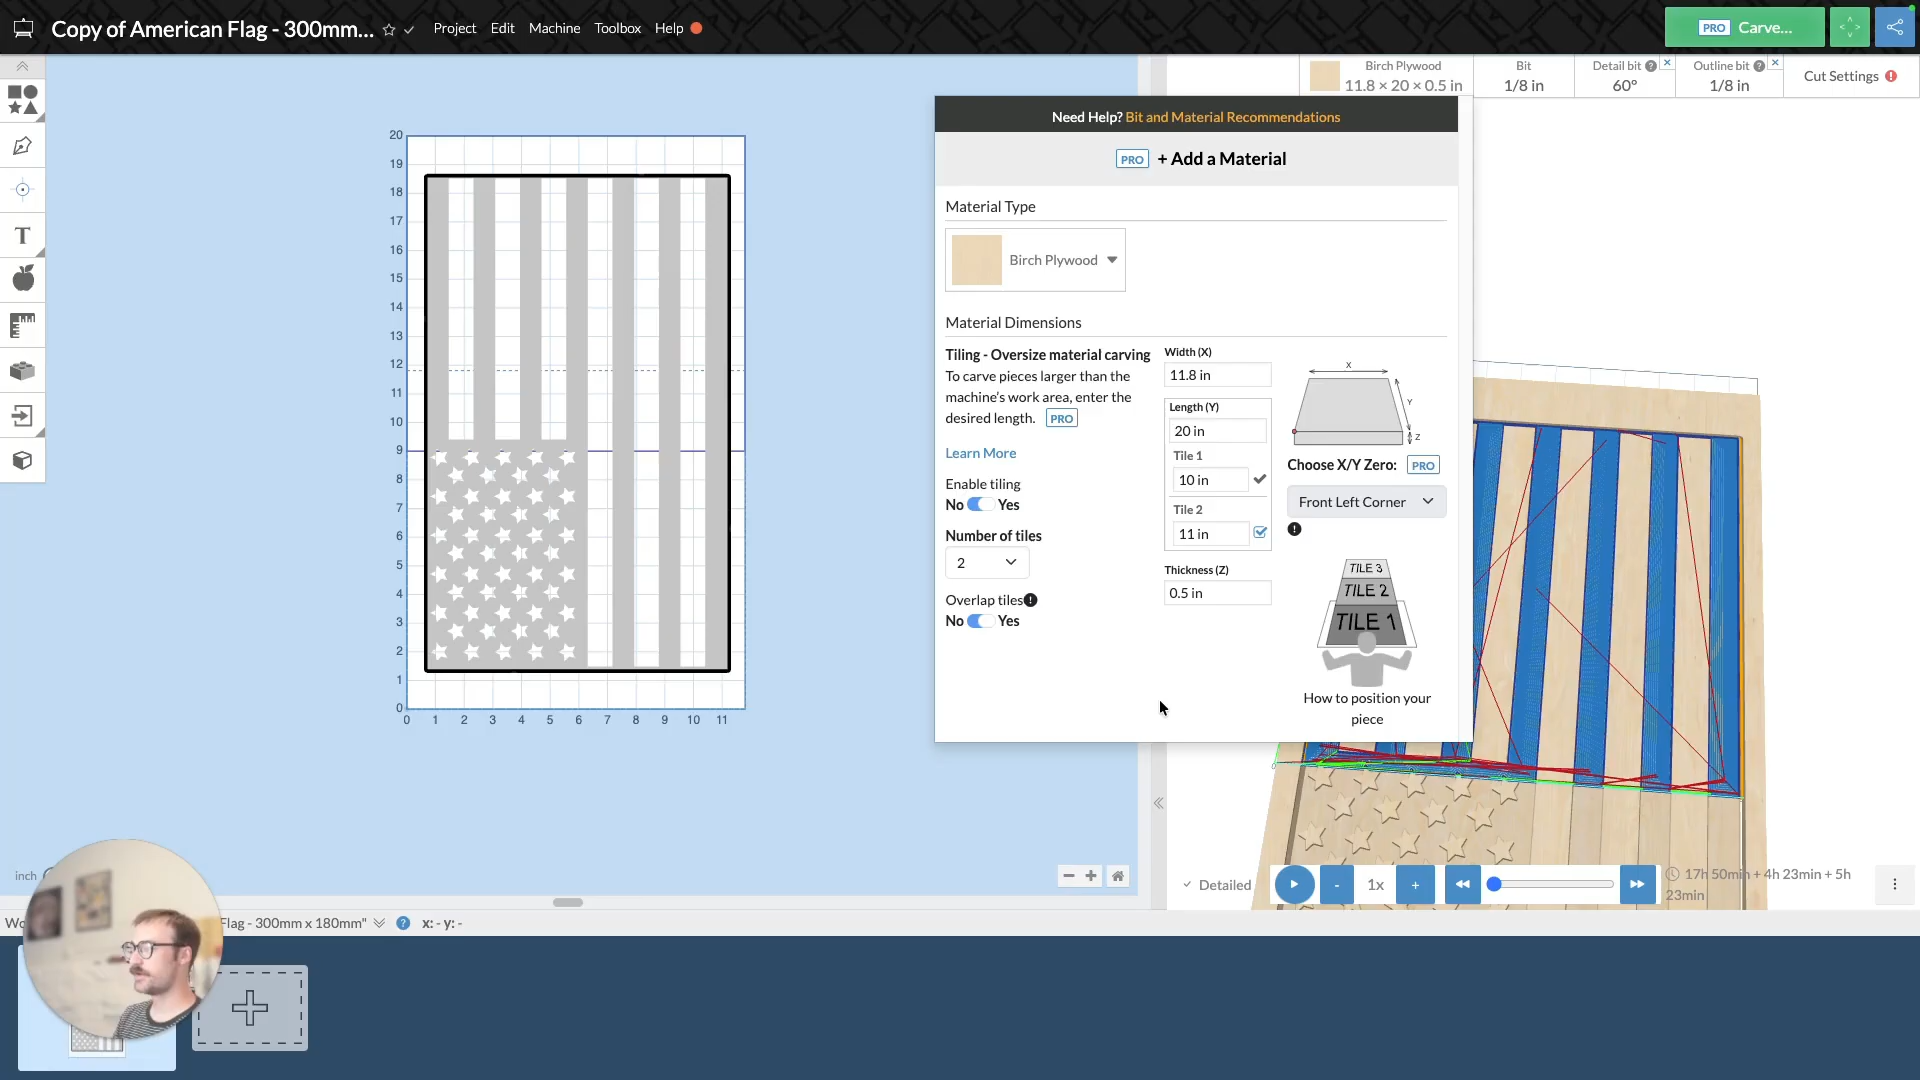 Copy of American Flag - 300mm...
Project
Edit
Machine
Toolbox
Help
PRO Carve...
Birch Plywood
11.8 × 20 × 0.5 in
Bit
1/8 in
Detail bit ?
60°
Outline bit ?
1/8 in
Cut Settings !
Need Help? Bit and Material Recommendations
PRO + Add a Material
Material Type
Birch Plywood
Material Dimensions
Tiling - Oversize material carving
To carve pieces larger than the
machine's work area, enter the
desired length. PRO
Learn More
Enable tiling
No Yes
Number of tiles
2
Overlap tiles !
No Yes
Width (X)
11.8 in
Length (Y)
20 in
Tile 1
10 in
Tile 2
11 in
Thickness (Z)
0.5 in
X
Y
Z
Choose X/Y Zero: PRO
Front Left Corner
!
TILE 3
TILE 2
TILE 1
How to position your
piece
20
19
18
17
16
15
14
13
12
11
10
9
8
7
6
5
4
3
2
1
0
0 1 2 3 4 5 6 7 8 9 10 11
T
inch
Detailed
- 1x +
17h 50min + 4h 23min + 5h
23min
Wo
Flag - 300mm x 180mm"
? x: - y: -